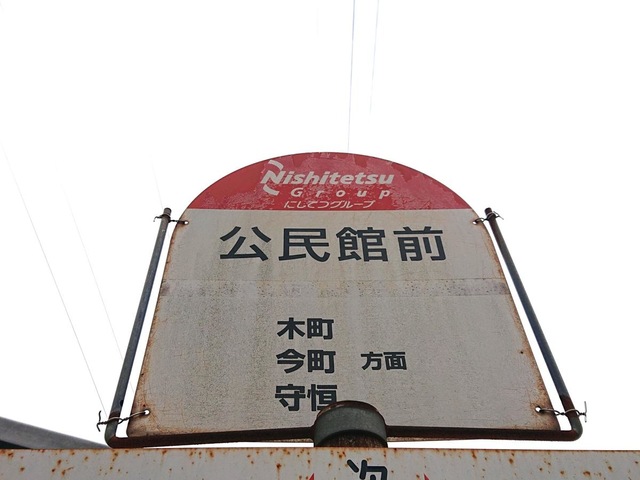 Nishitetsu
Group
にしてつグループ
公民館前
木町
今町 方面
守恒
次